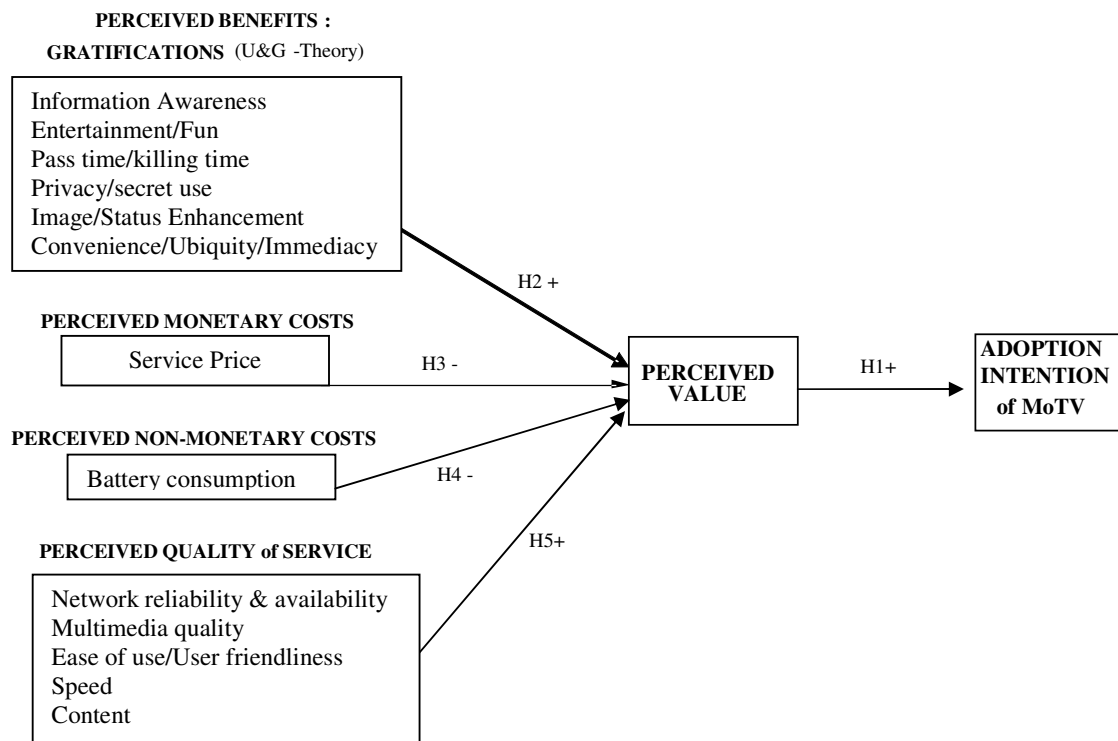 PERCEIVED BENEFITS :
GRATIFICATIONS (U&G -Theory)
Information Awareness
Entertainment/Fun
Pass time/killing time
Privacy/secret use
Image/Status Enhancement
Convenience/Ubiquity/Immediacy
H2 +
PERCEIVED MONETARY COSTS
Service Price
H3 -
PERCEIVED
VALUE
H1+
ADOPTION
INTENTION
of MoTV
PERCEIVED NON-MONETARY COSTS
Battery consumption
H4 -
PERCEIVED QUALITY of SERVICE
H5+
Network reliability & availability
Multimedia quality
Ease of use/User friendliness
Speed
Content